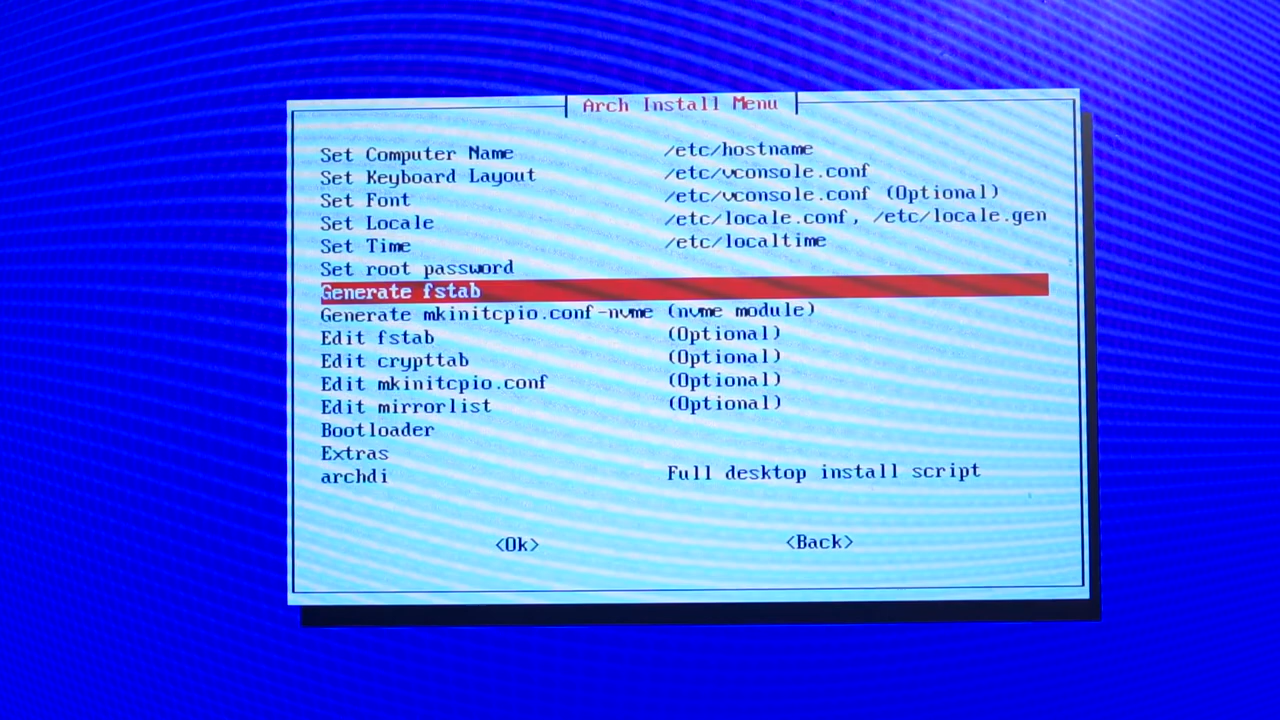 Arch Install Menu
Set Computer Name /etc/hostname
Set Keyboard Layout /etc/vconsole.conf
Set Font /etc/vconsole.conf (Optional)
Set Locale /etc/locale.conf, /etc/locale.gen
Set Time /etc/localtime
Set root password
Generate fstab
Generate mkinitcpio.conf-nvme (nvme module)
Edit fstab (Optional)
Edit crypttab (Optional)
Edit mkinitcpio.conf (Optional)
Edit mirrorlist (Optional)
Bootloader
Extras
archdi Full desktop install script
<Ok> <Back>